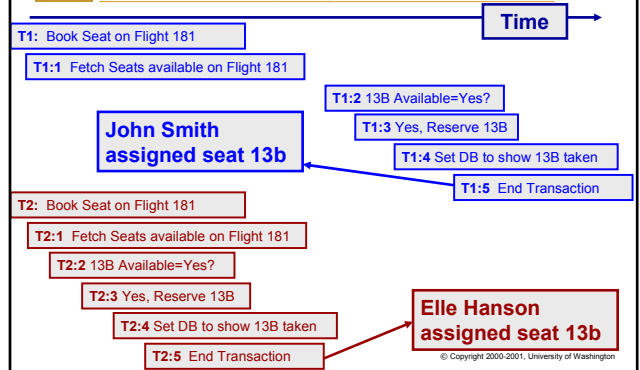 Time
T1: Book Seat on Flight 181
T1:1 Fetch Seats available on Flight 181
T1:2 13B Available=Yes?
T1:3 Yes, Reserve 13B
T1:4 Set DB to show 13B taken
T1:5 End Transaction
John Smith
assigned seat 13b
T2: Book Seat on Flight 181
T2:1 Fetch Seats available on Flight 181
T2:2 13B Available=Yes?
T2:3 Yes, Reserve 13B
T2:4 Set DB to show 13B taken
T2:5 End Transaction
Elle Hanson
assigned seat 13b
© Copyright 2000-2001, University of Washington